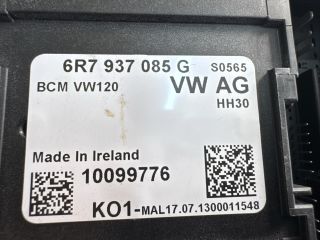 6R7 937 085 G S0565
BCM VW120 VW AG
HH30
Made In Ireland
10099776
KO1-MAL17.07.1300011548